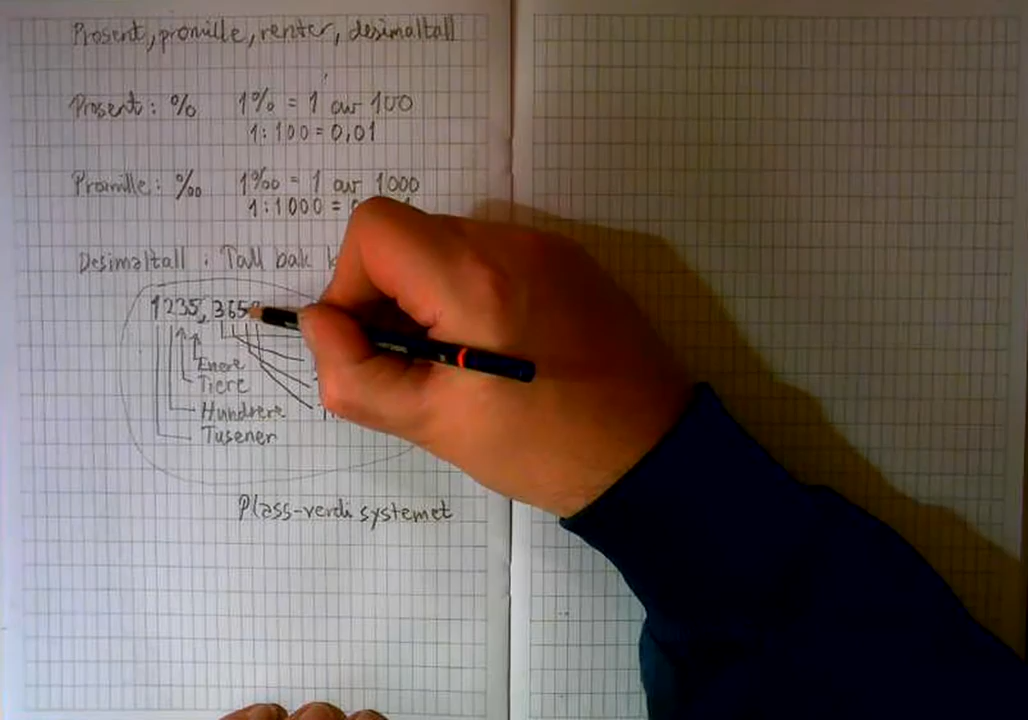 Prosent, promille, renter, desimaltall
Prosent: % 1% = 1 av 100
1:100 = 0,01
Promille: ‰ 1‰ = 1 av 1000
1:1000 =
Desimaltall: Tall bak
1235, 365
Enere
Tiere
Hundrere
Tusener
Plass-verdi systemet